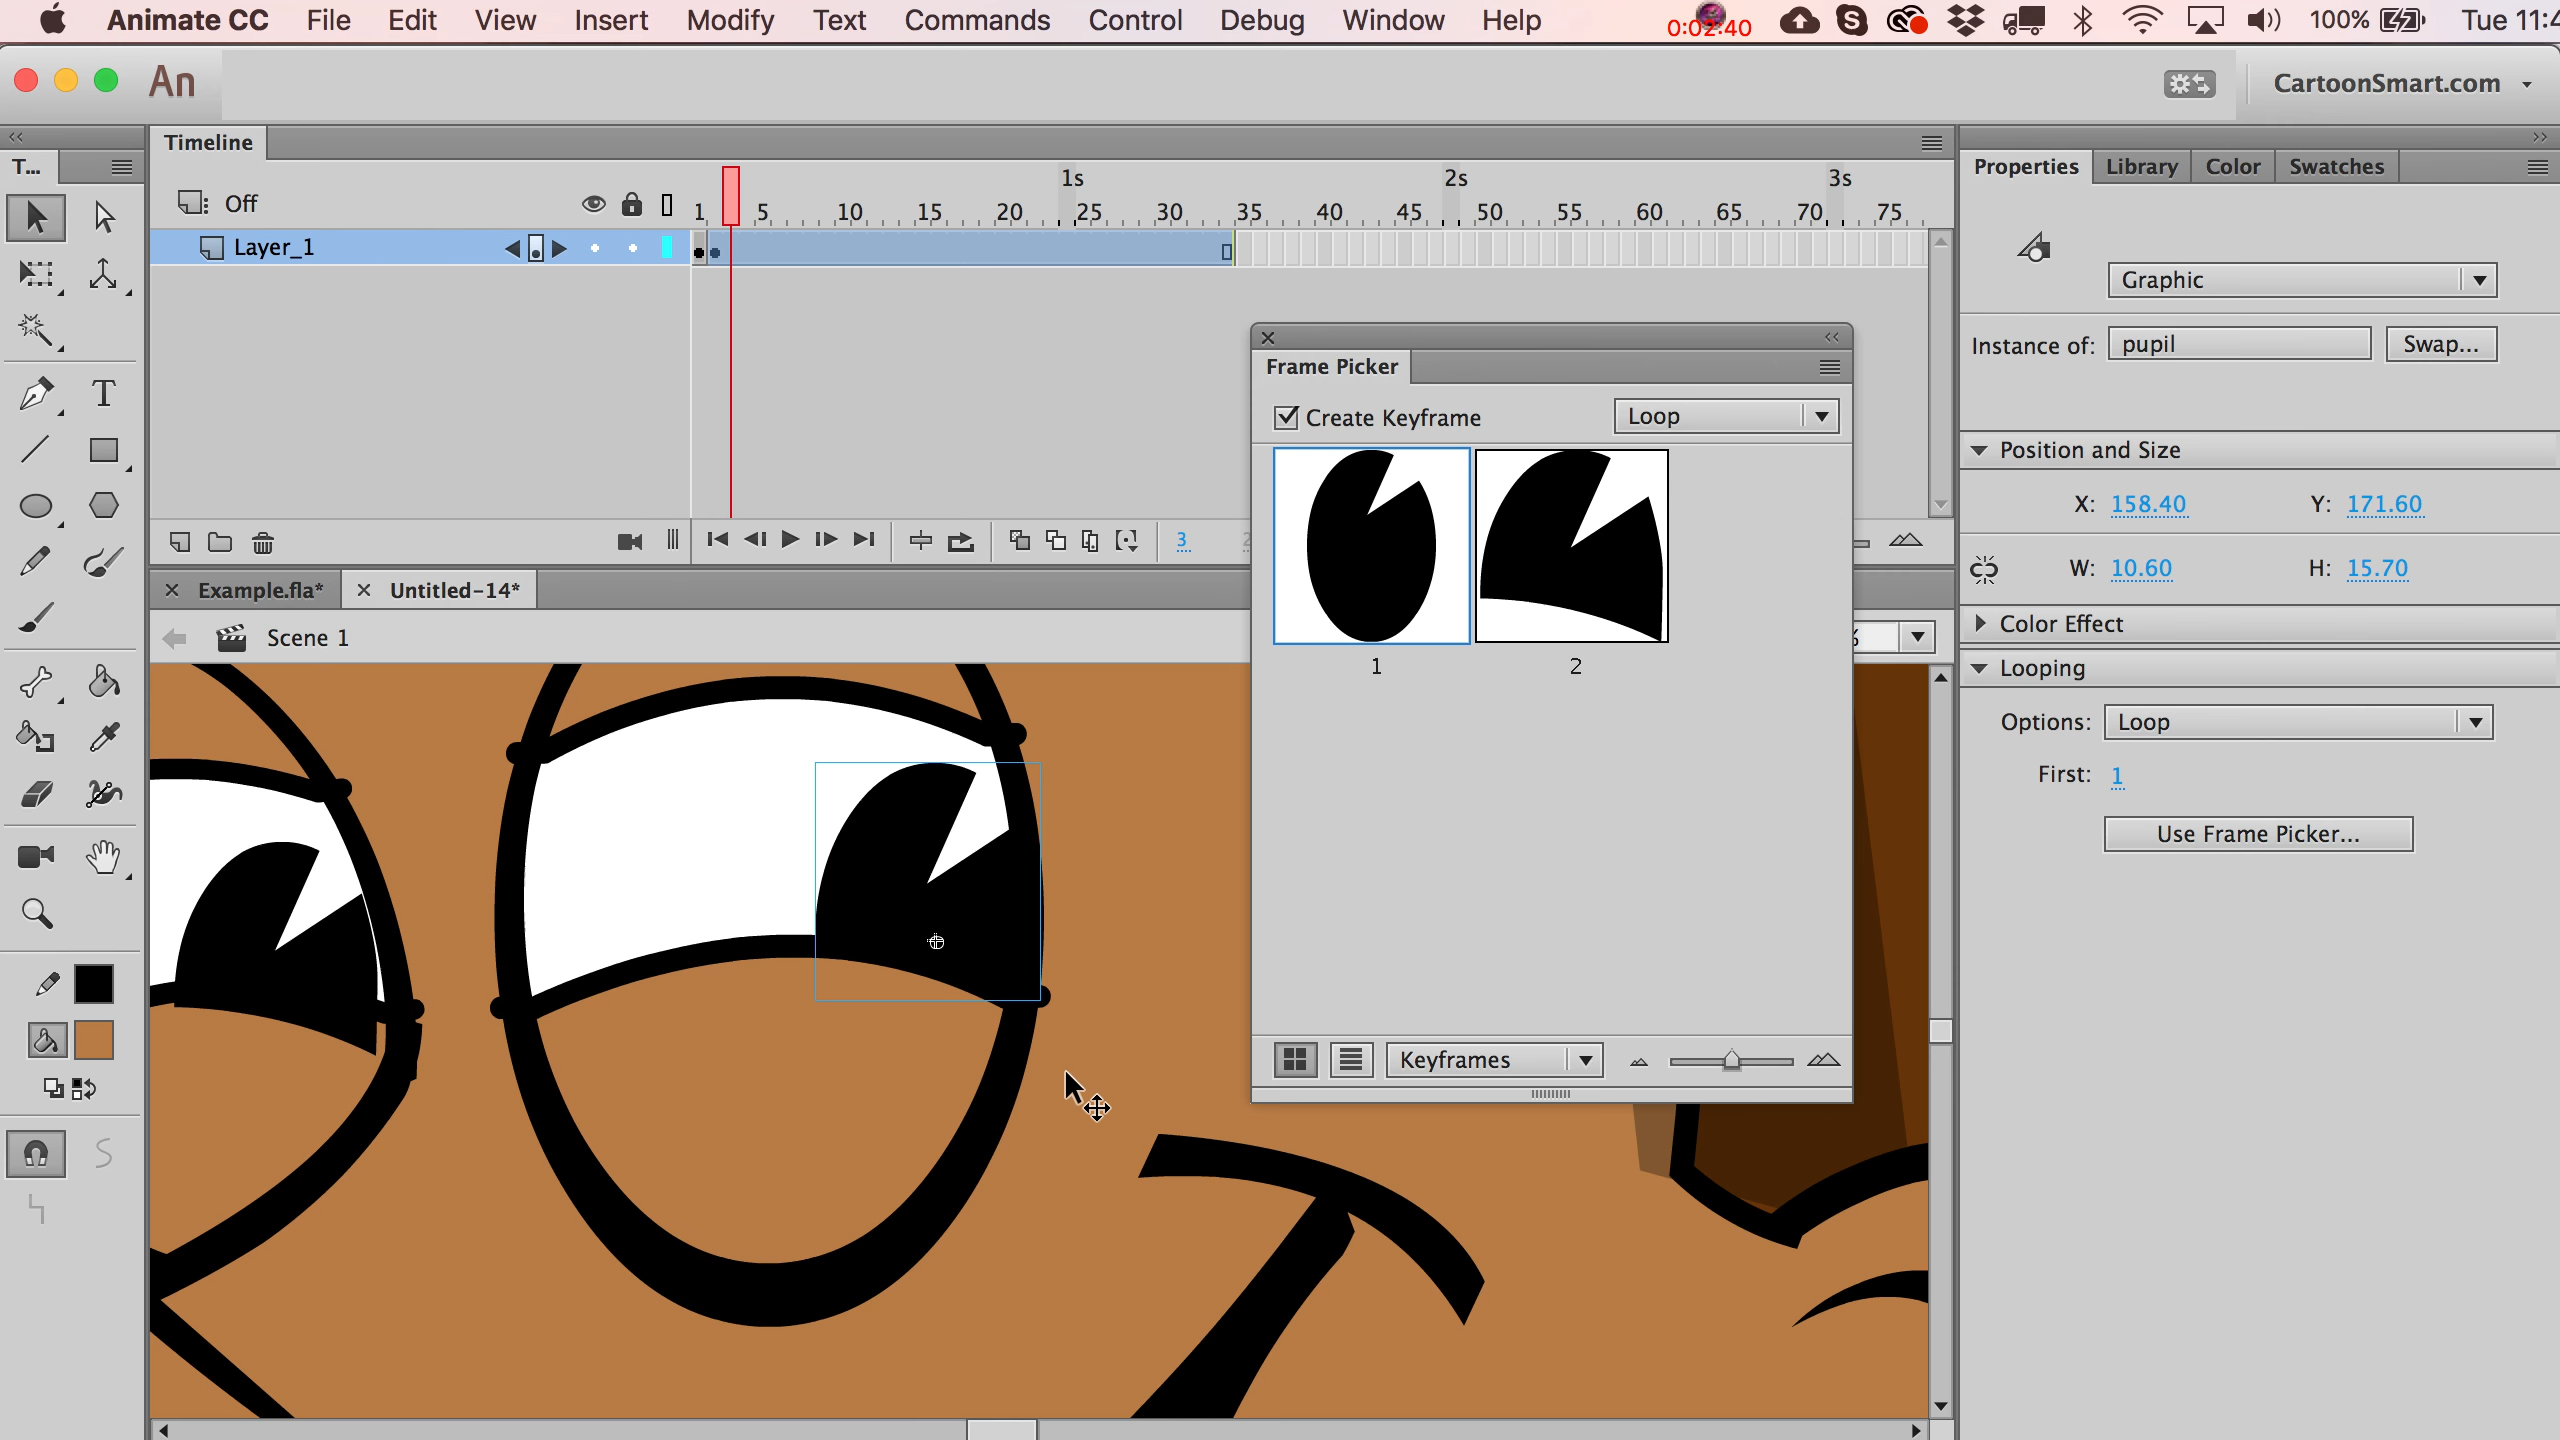 Animate CC File Edit View Insert Modify Text Commands Control Debug Window Help 0:02:40 100% Tue 11:4
An CartoonSmart.com
Timeline
T... Properties Library Color Swatches
Off 1s 2s 3s
1 5 10 15 20 25 30 35 40 45 50 55 60 65 70 75
Layer_1
Graphic
Instance of: pupil Swap...
Frame Picker
Create Keyframe Loop
Position and Size
X: 158.40 Y: 171.60
3
W: 10.60 H: 15.70
Example.fla* Untitled-14*
Color Effect
Scene 1
1 2
Looping
Options: Loop
First: 1
Use Frame Picker...
Keyframes